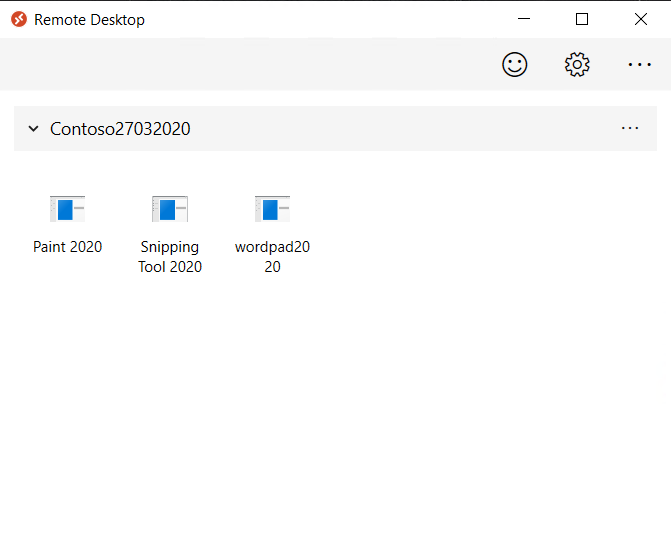 Remote Desktop
Contoso27032020
Paint 2020
Snipping
Tool 2020
wordpad20
20